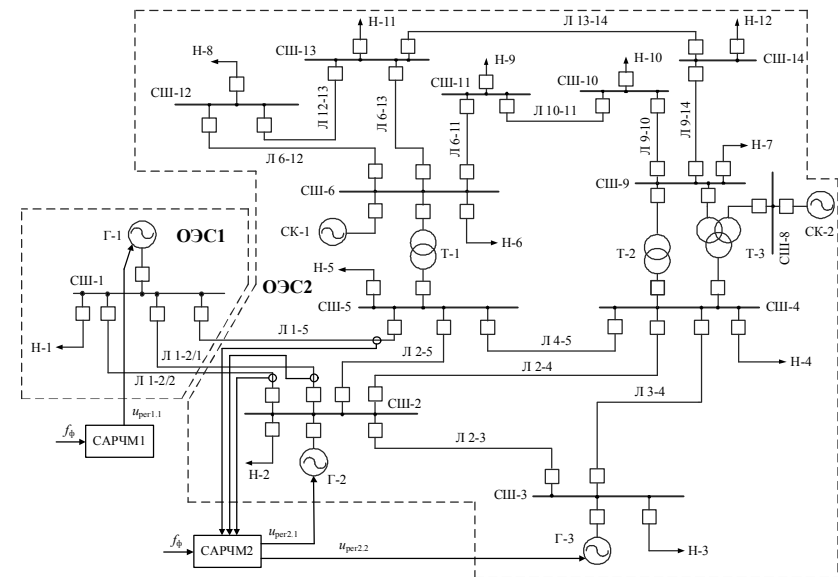 Н-11
Н-12
Л 13-14
СШ-13
СШ-14
Н-8
Н-9
Н-10
СШ-11
СШ-10
СШ-12
Л 12-13
Л 6-13
Л 6-11
Л 10-11
Л 9-10
Л 9-14
Н-7
Л 6-12
СШ-6
СШ-9
СК-1
Н-6
Т-1
Т-2
Т-3
СШ-8
СК-2
Г-1
ОЭС1
Н-5
СШ-1
ОЭС2
СШ-5
СШ-4
Л 1-5
Н-1
Л 1-2/1
Л 2-5
Л 4-5
Н-4
Л 1-2/2
Л 2-4
Л 3-4
СШ-2
uрег1.1
fф
САРЧМ1
Л 2-3
Н-2
Г-2
СШ-3
uрег2.1
fф
САРЧМ2
uрег2.2
Г-3
Н-3